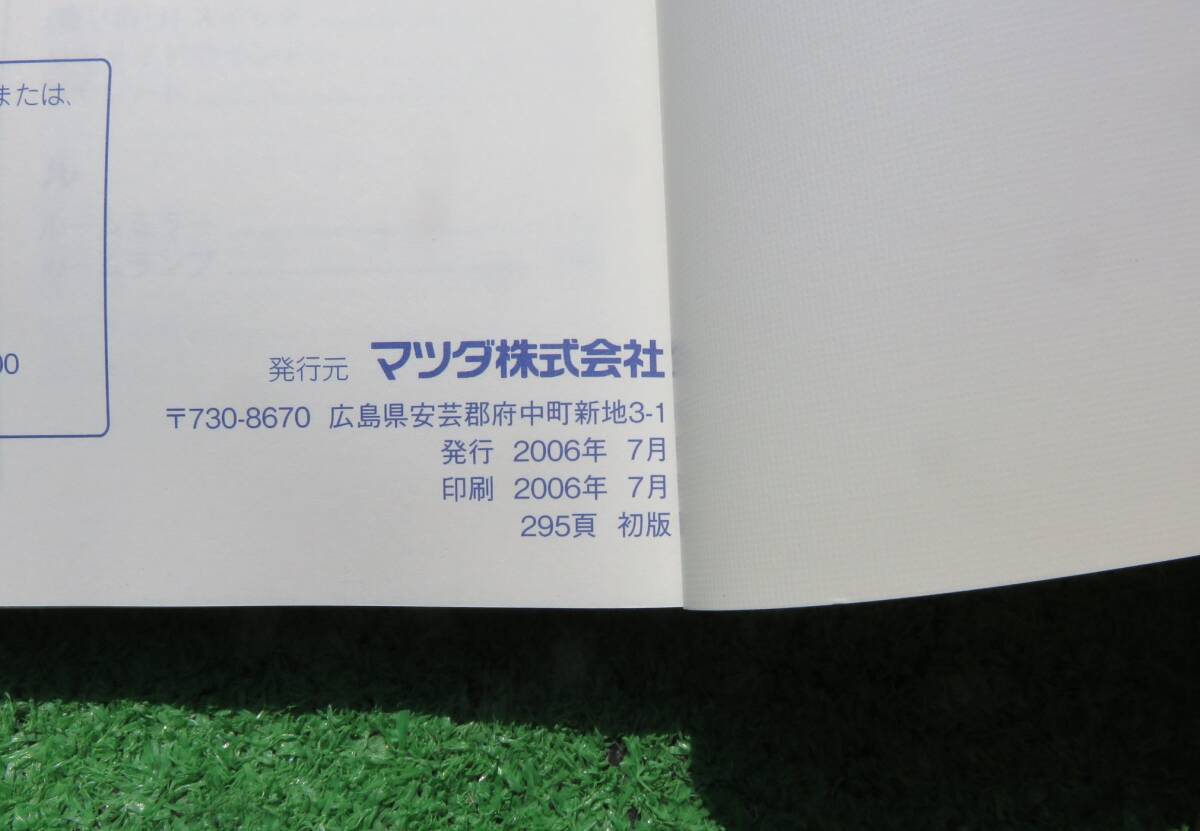 または、
00
発行元 マツダ株式会社
〒730-8670 広島県安芸郡府中町新地3-1
発行 2006年 7月
印刷 2006年 7月
295頁 初版